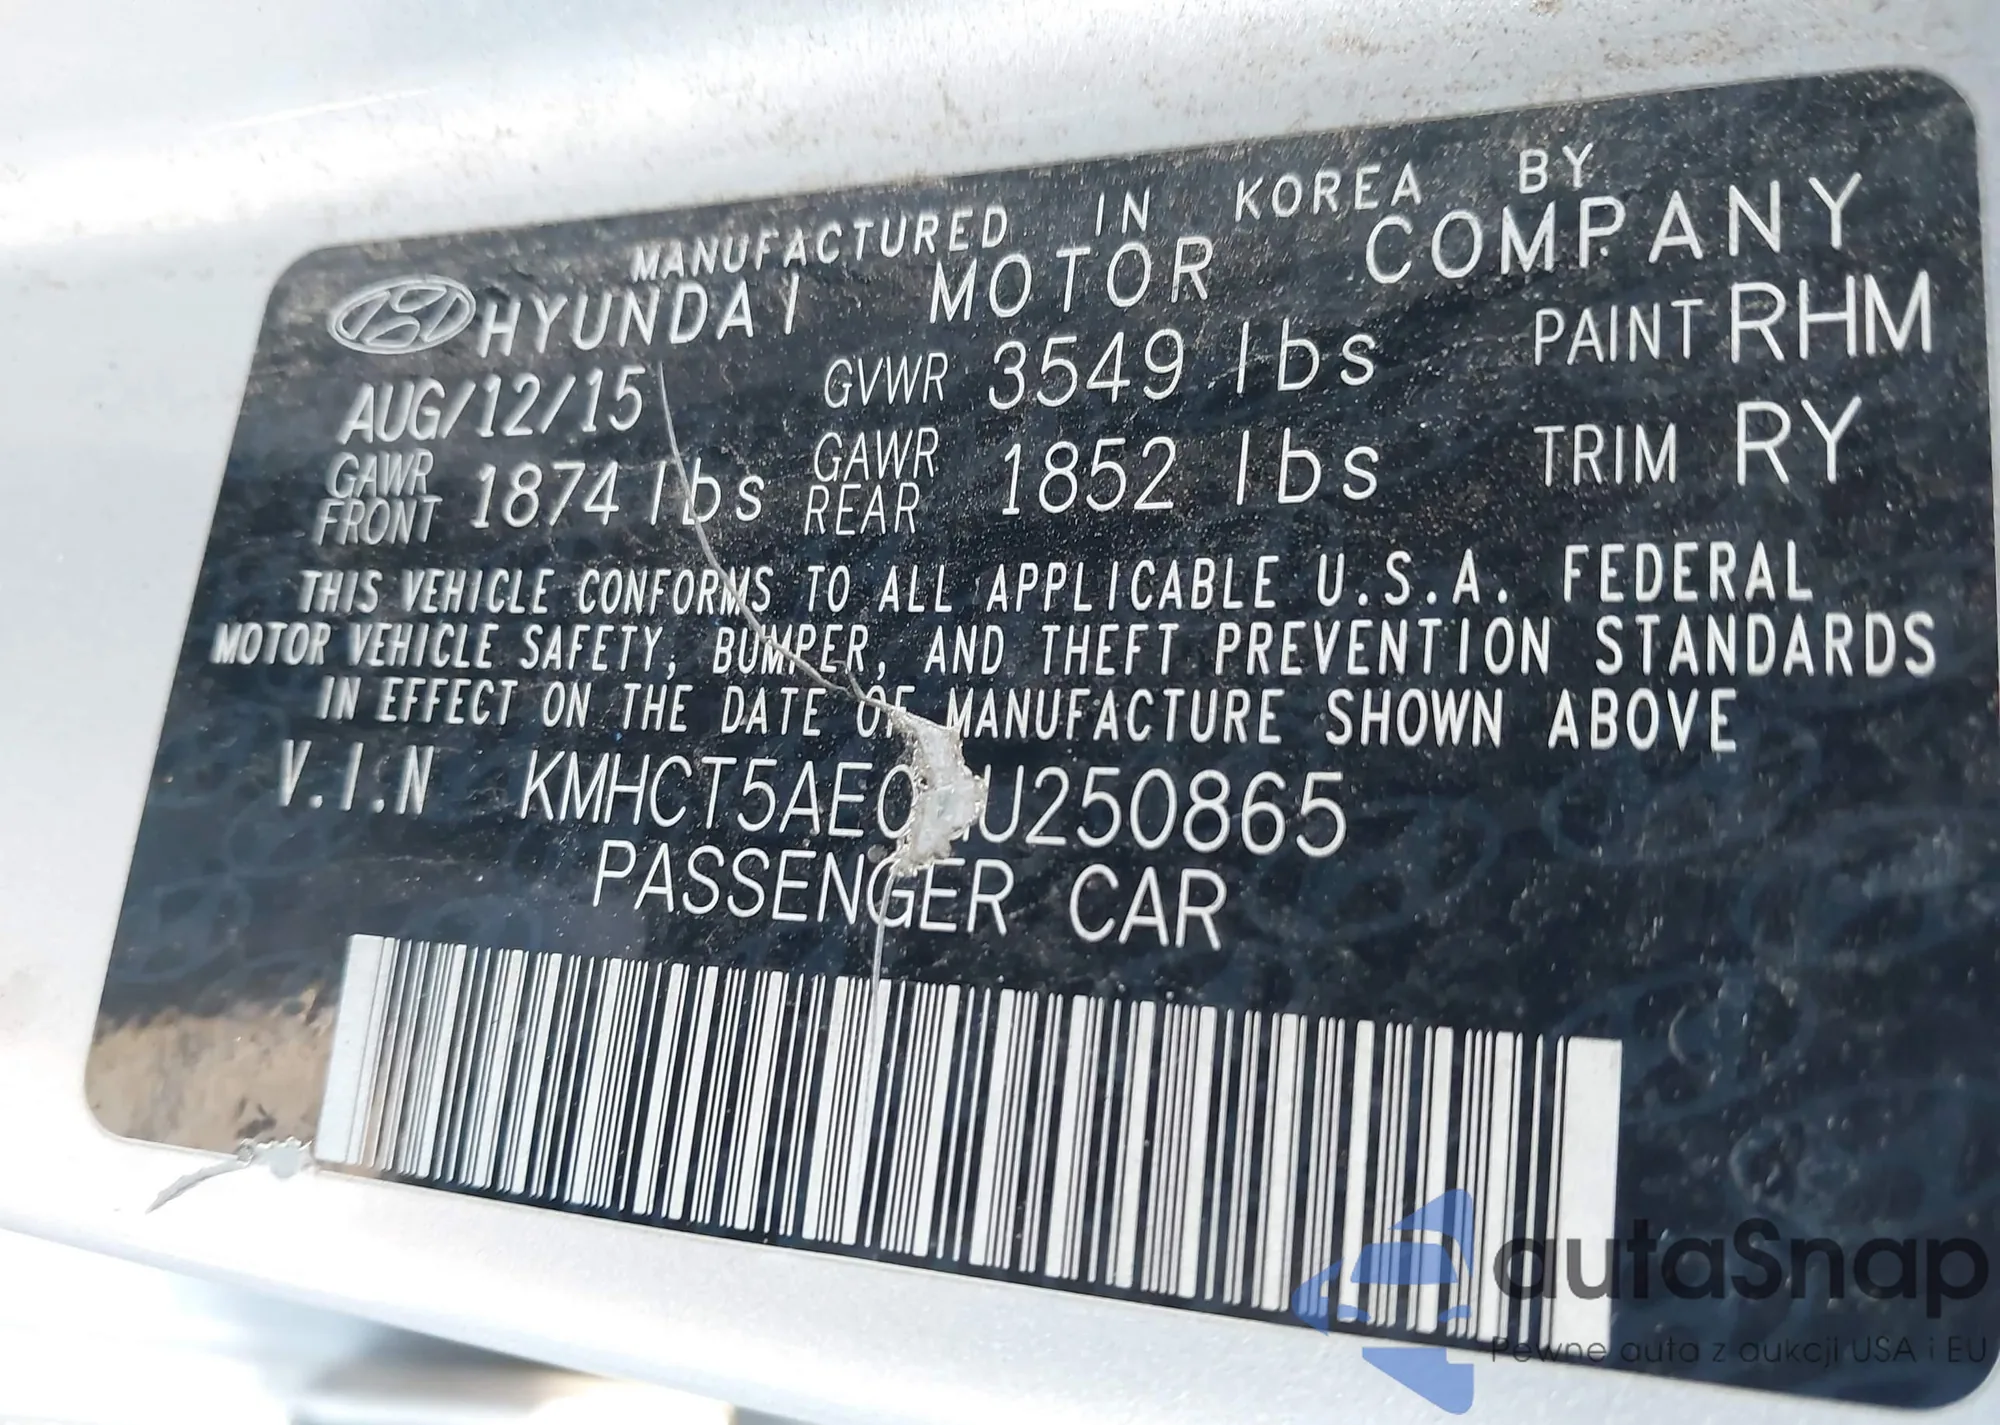 MANUFACTURED IN KOREA BY
HYUNDAI MOTOR COMPANY
AUG/12/15 GVWR 3549 lbs PAINT RHM
GAWR FRONT 1874 lbs GAWR REAR 1852 lbs TRIM RY
THIS VEHICLE CONFORMS TO ALL APPLICABLE U.S.A. FEDERAL
MOTOR VEHICLE SAFETY, BUMPER, AND THEFT PREVENTION STANDARDS
IN EFFECT ON THE DATE OF MANUFACTURE SHOWN ABOVE
V.I.N
PASSENGER CAR
autaSnap
Pewne auta z aukcji USA i EU